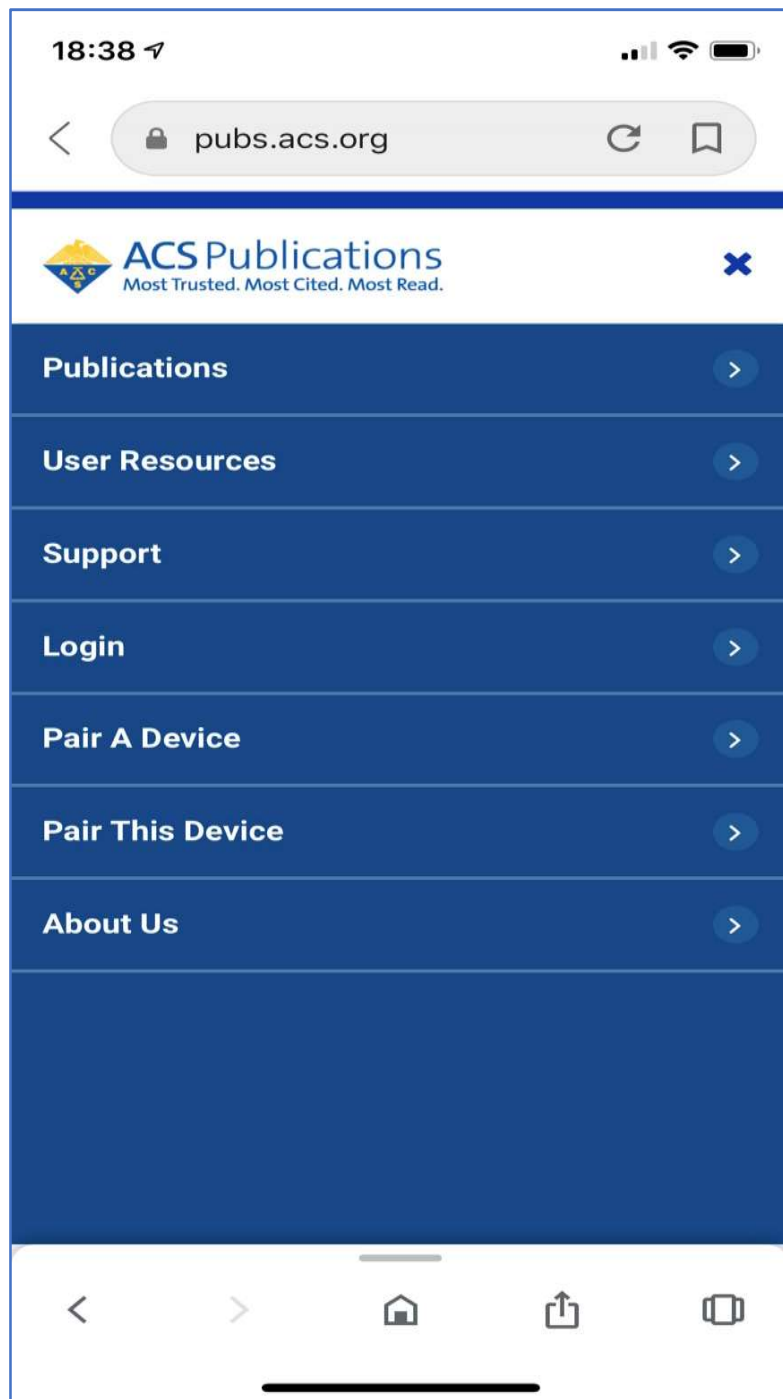 18:38
pubs.acs.org
ACS Publications
Most Trusted. Most Cited. Most Read.
A C S
Publications
User Resources
Support
Login
Pair A Device
Pair This Device
About Us